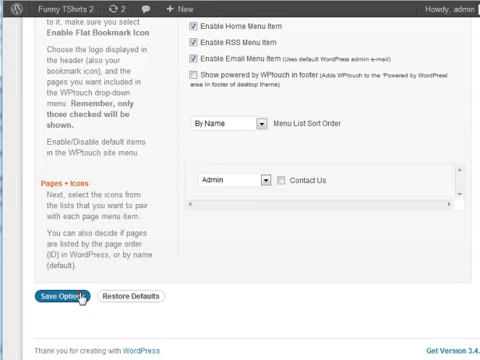 Funny TShirts 2 2 0 + New Howdy, admin
to it, make sure you select
Enable Flat Bookmark Icon
Choose the logo displayed in
the header (also your
bookmark icon), and the
pages you want included in
the WPtouch drop-down
menu. Remember, only
those checked will be
shown.
Enable/Disable default items
in the WPtouch site menu.
Enable Home Menu Item
Enable RSS Menu Item
Enable Email Menu Item (Uses default WordPress admin e-mail)
Show powered by WPtouch in footer (Adds WPtouch to the 'Powered by WordPress'
area in footer of desktop theme)
By Name Menu List Sort Order
Pages + Icons
Next, select the icons from
the lists that you want to pair
with each page menu item.
You can also decide if pages
are listed by the page order
(ID) in WordPress, or by name
(default).
Admin Contact Us
Save Options Restore Defaults
Thank you for creating with WordPress. Get Version 3.4.